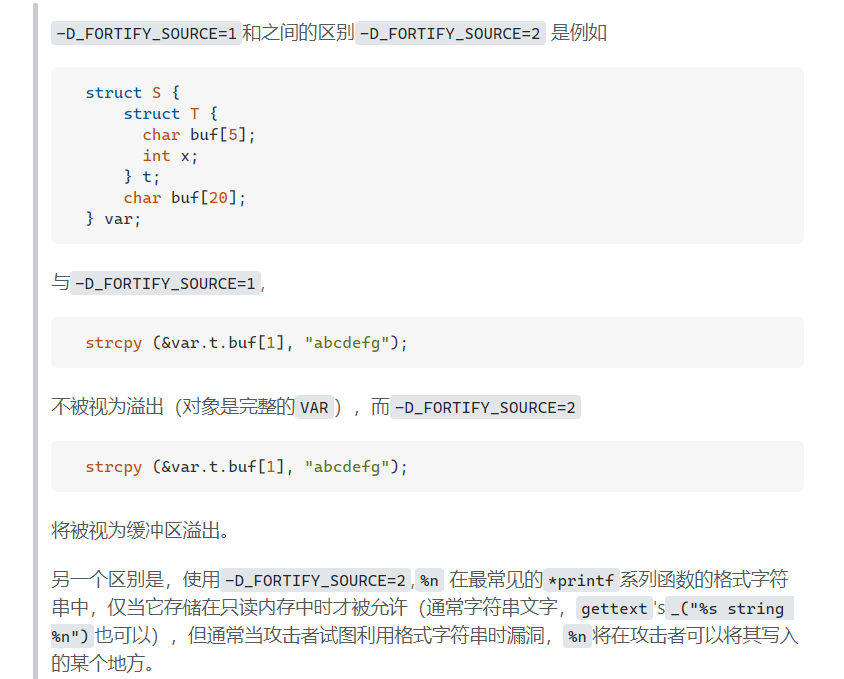 -D_FORTIFY_SOURCE=1和之间的区别-D_FORTIFY_SOURCE=2 是例如
struct S {
    struct T {
      char buf[5];
      int x;
    } t;
    char buf[20];
} var;
与-D_FORTIFY_SOURCE=1,
strcpy (&var.t.buf[1], "abcdefg");
不被视为溢出（对象是完整的VAR），而-D_FORTIFY_SOURCE=2
strcpy (&var.t.buf[1], "abcdefg");
将被视为缓冲区溢出。
另一个区别是，使用-D_FORTIFY_SOURCE=2,%n 在最常见的*printf系列函数的格式字符
串中，仅当它存储在只读内存中时才被允许（通常字符串文字，gettext's_("%s string
%n")也可以），但通常当攻击者试图利用格式字符串时漏洞，%n将在攻击者可以将其写入
的某个地方。